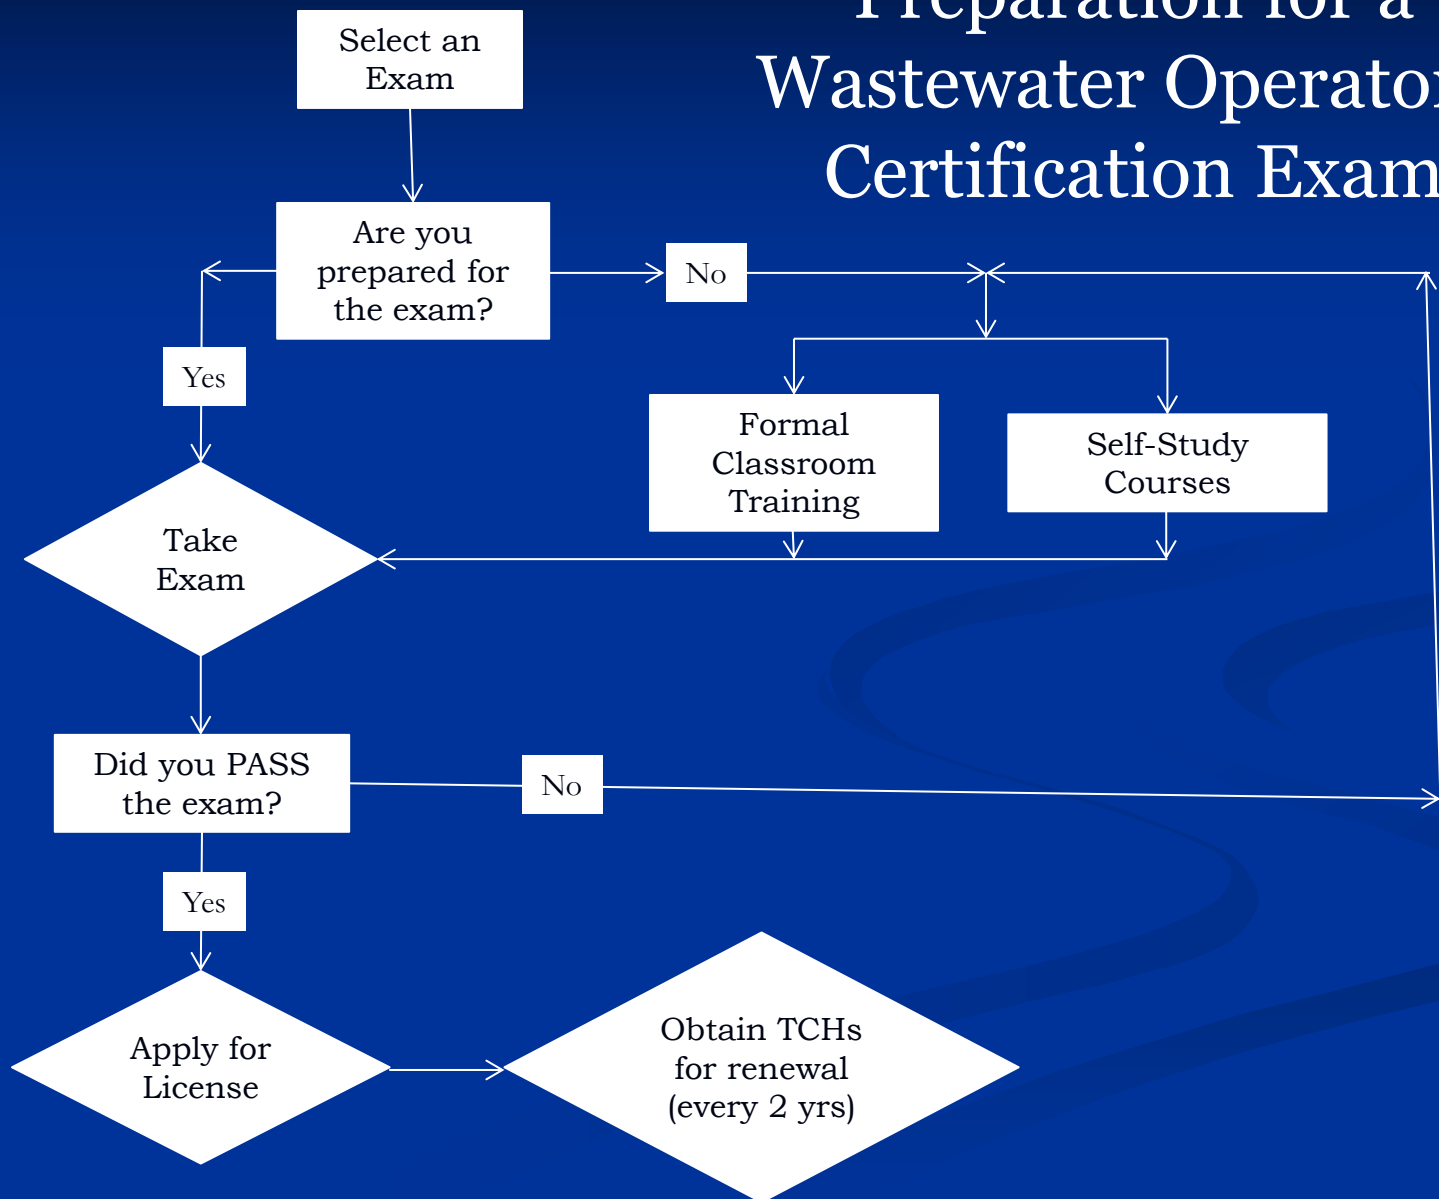 Preparation for a
Wastewater Operator
Certification Exam
Select an
Exam
Are you
prepared for
the exam?
No
Yes
Formal
Classroom
Training
Self-Study
Courses
Take
Exam
Did you PASS
the exam?
No
Yes
Apply for
License
Obtain TCHs
for renewal
(every 2 yrs)